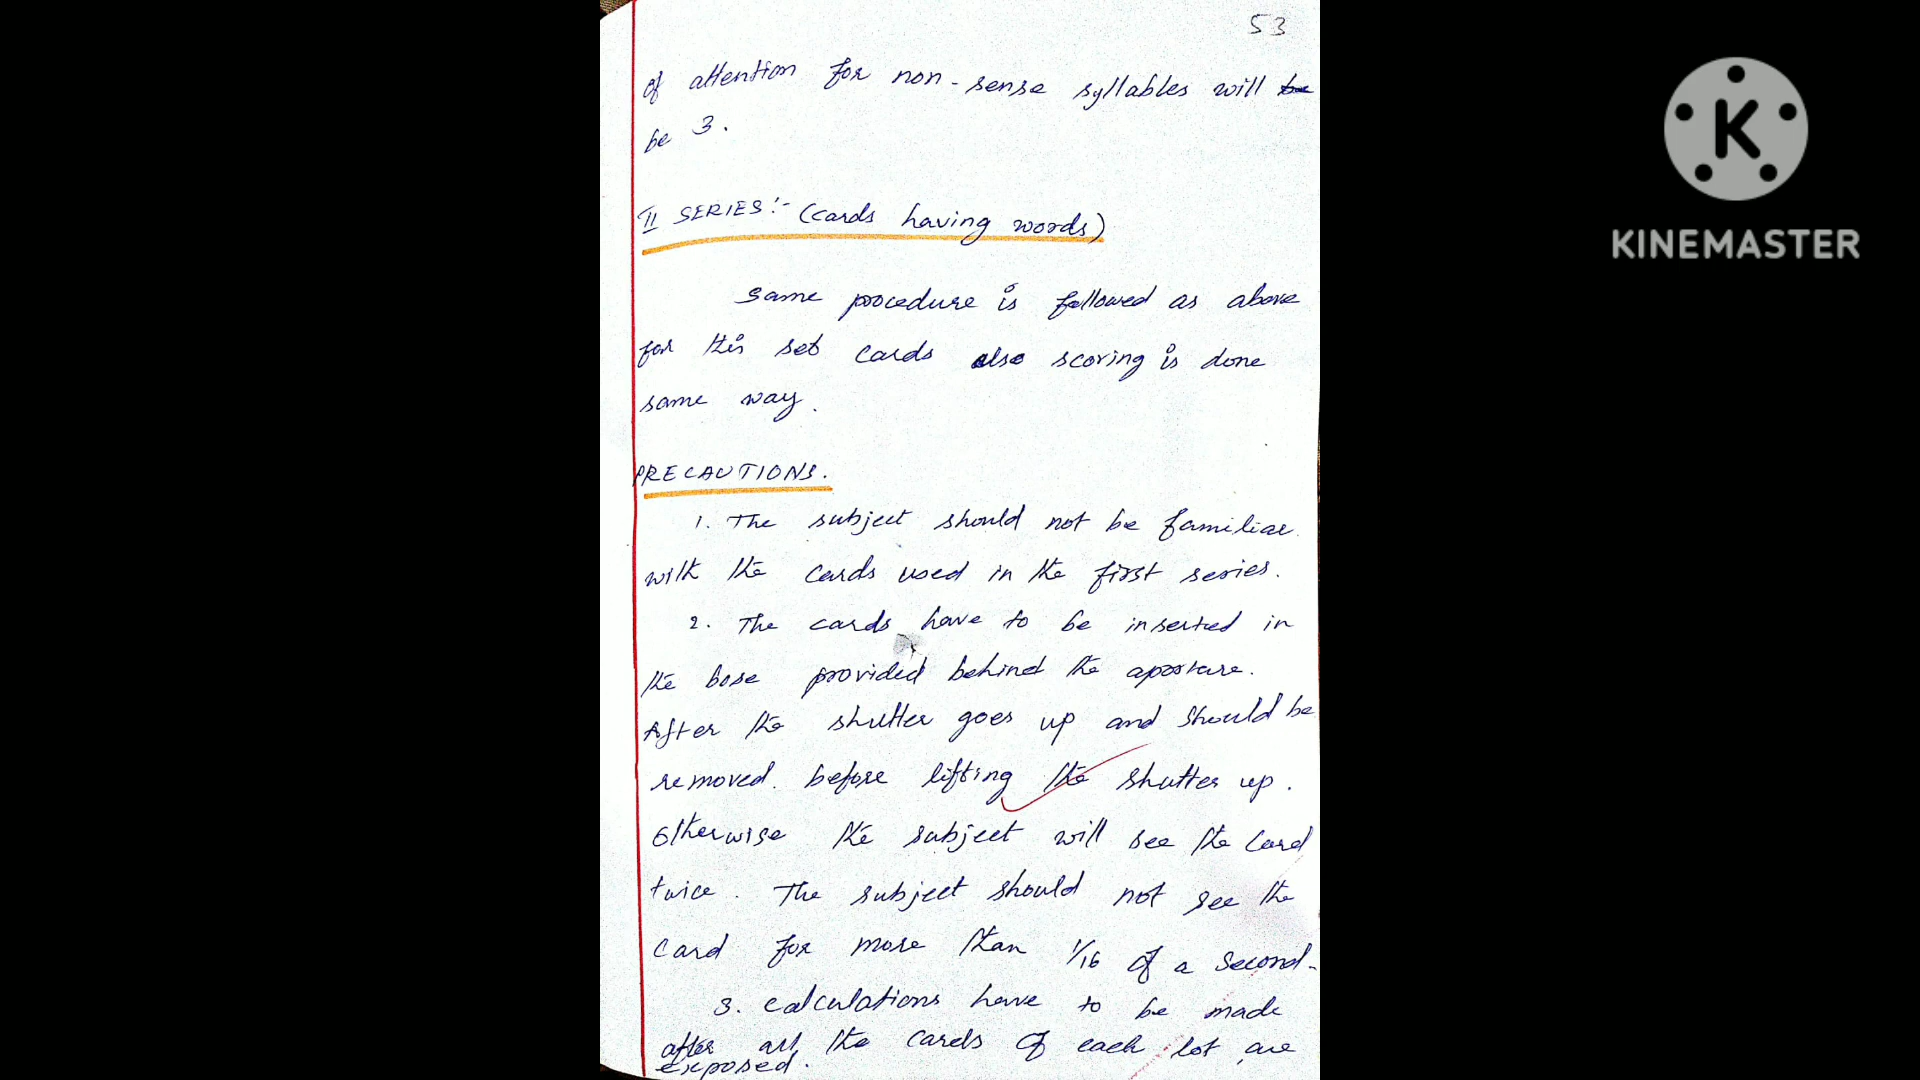 53
of attention for non-sense syllables will be
be 3.
II SERIES:- (cards having words)
Same procedure is followed as above
for this set cards also scoring is done
same way.
PRECAUTIONS.
1. The subject should not be familiar
with the cards used in the first series.
2. The cards have to be inserted in
the base provided behind the aporture.
After the shutter goes up and should be
removed. before lifting the shutter up.
Otherwise the subject will see the card
twice. The subject should not see the
card for more than 1/16 of a second.
3. calculations have to be made
after all the cards of each lot are
exposed.
K
KINEMASTER